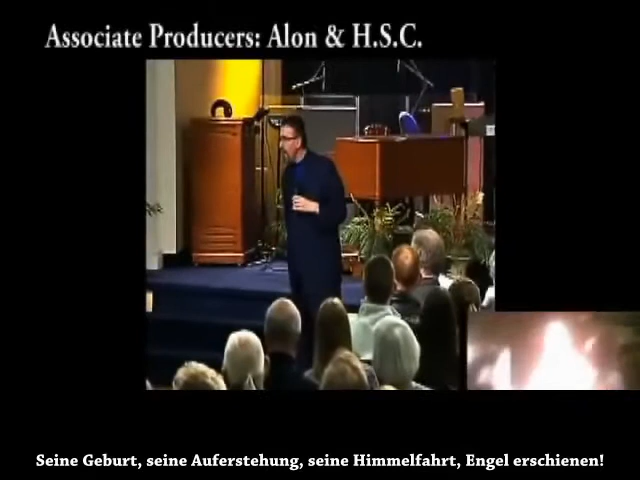 Associate Producers: Alon & H.S.C.
Seine Geburt, seine Auferstehung, seine Himmelfahrt, Engel erschienen!